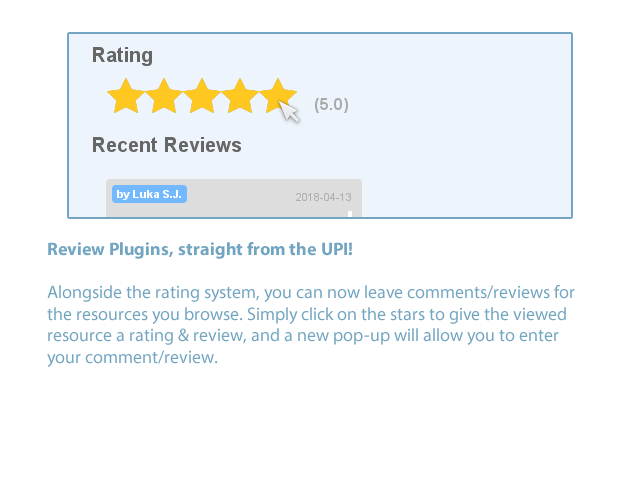 Rating
(5.0)
Recent Reviews
by Luka S.J.
2018-04-13
Review Plugins, straight from the UPI!
Alongside the rating system, you can now leave comments/reviews for
the resources you browse. Simply click on the stars to give the viewed
resource a rating & review, and a new pop-up will allow you to enter
your comment/review.